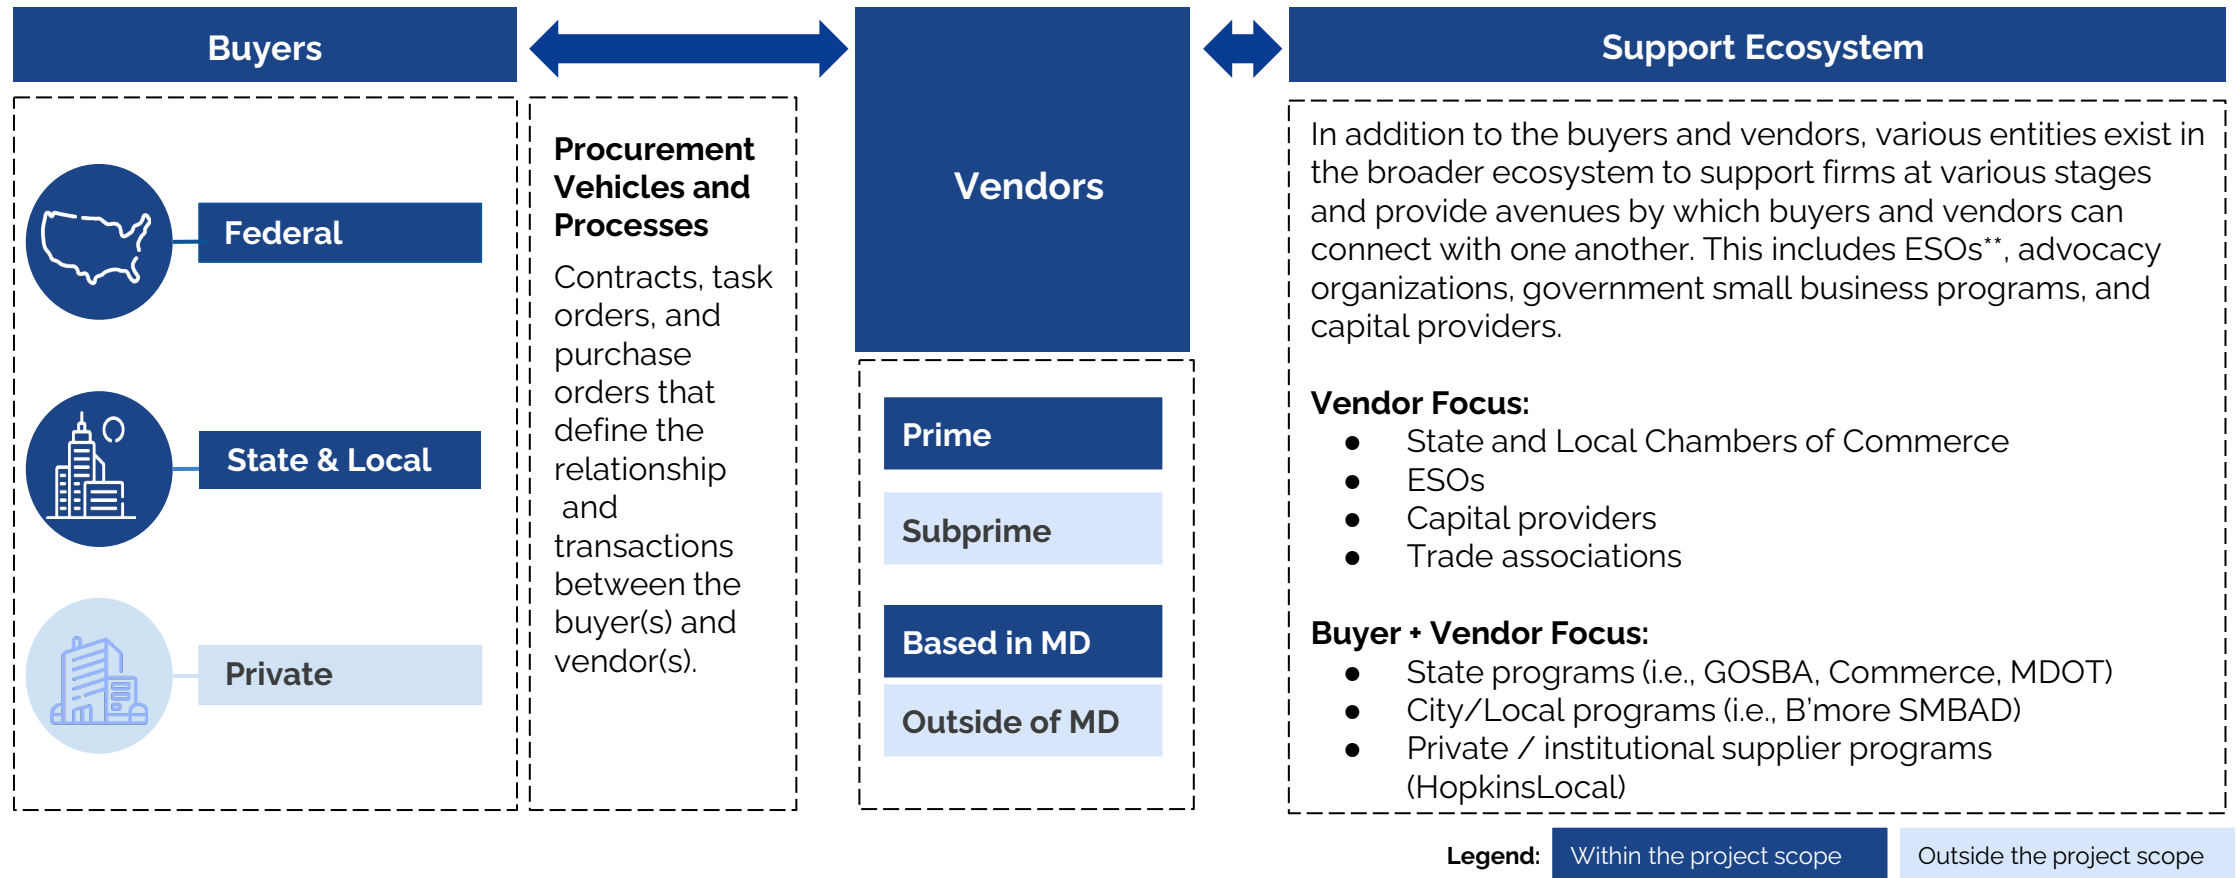 Buyers
Federal
State & Local
Private
Procurement
Vehicles and
Processes
Contracts, task
orders, and
purchase
orders that
define the
relationship
and
transactions
between the
buyer(s) and
vendor(s).
Vendors
Prime
Subprime
Based in MD
Outside of MD
Support Ecosystem
In addition to the buyers and vendors, various entities exist in
the broader ecosystem to support firms at various stages
and provide avenues by which buyers and vendors can
connect with one another. This includes ESOs**, advocacy
organizations, government small business programs, and
capital providers.
Vendor Focus:
● State and Local Chambers of Commerce
● ESOs
● Capital providers
● Trade associations
Buyer + Vendor Focus:
● State programs (i.e., GOSBA, Commerce, MDOT)
● City/Local programs (i.e., B'more SMBAD)
● Private / institutional supplier programs
(HopkinsLocal)
Legend:
Within the project scope
Outside the project scope